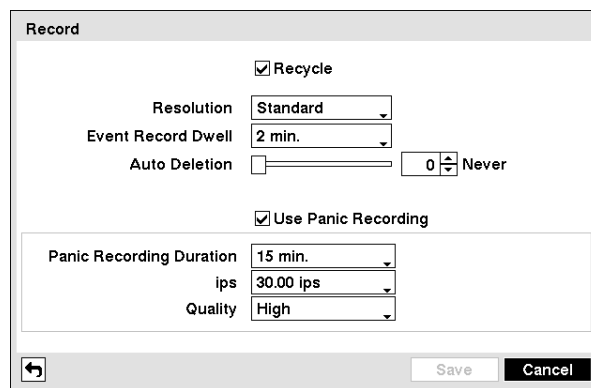 Record
Recycle
Resolution Standard
Event Record Dwell 2 min.
Auto Deletion 0 Never
Use Panic Recording
Panic Recording Duration 15 min.
ips 30.00 ips
Quality High
Save Cancel